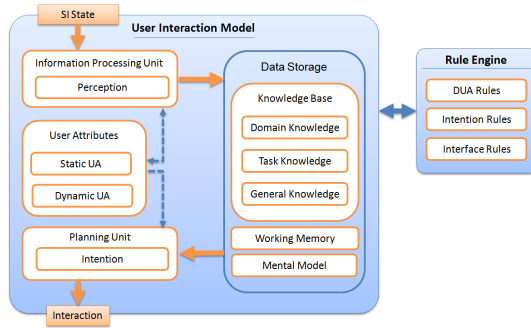 SI State
User Interaction Model
Information Processing Unit
Perception
User Attributes
Static UA
Dynamic UA
Planning Unit
Intention
Interaction
Data Storage
Knowledge Base
Domain Knowledge
Task Knowledge
General Knowledge
Working Memory
Mental Model
Rule Engine
DUA Rules
Intention Rules
Interface Rules